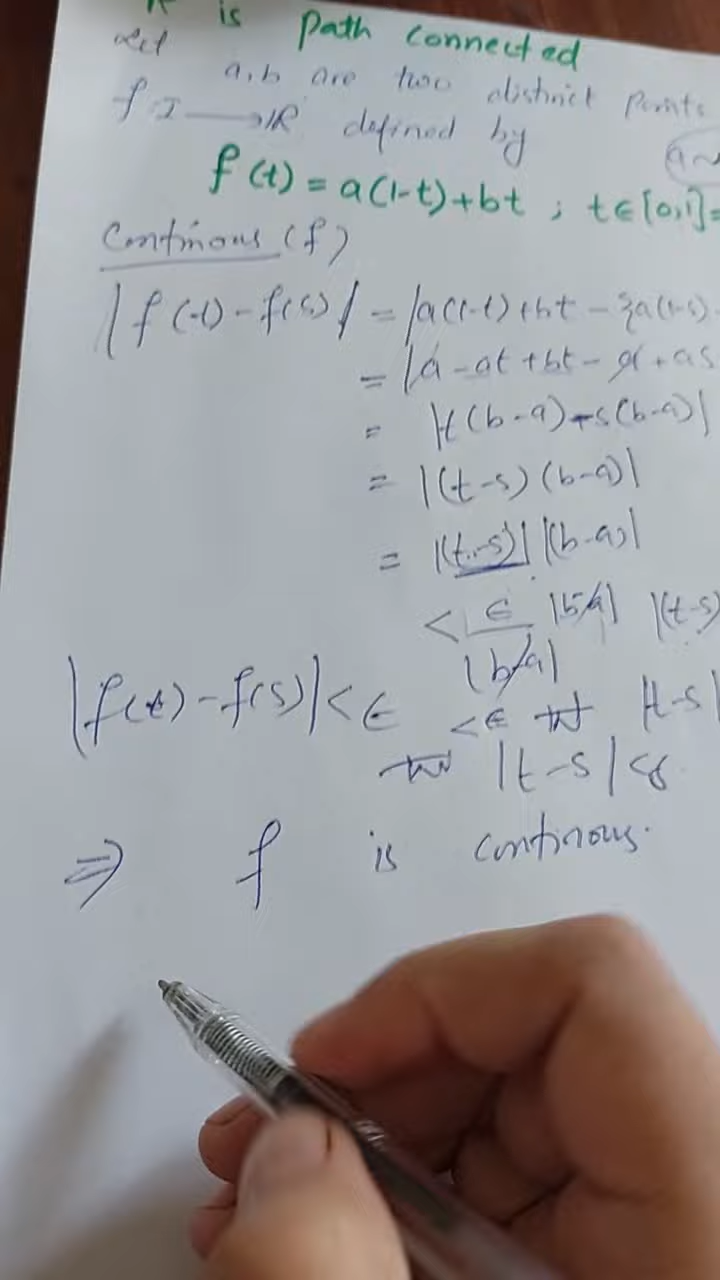 is Path connected
Let a,b are two distinct points
f: I → ℝ defined by
f(t) = a(1-t)+bt ; t∈[0,1]=
Continous (f)
|f(t) - f(s)| = |a(1-t)+bt - {a(1-s)
= |a - at + bt - a + as
= |t(b-a) - s(b-a)|
= |(t-s)(b-a)|
= |(t-s)| |(b-a)|
< ∈/|b-a| |b-a| |(t-s)
|f(t) - f(s)| < ∈ < ∈ |t-s|
|t-s| < δ
⇒ f is continous.